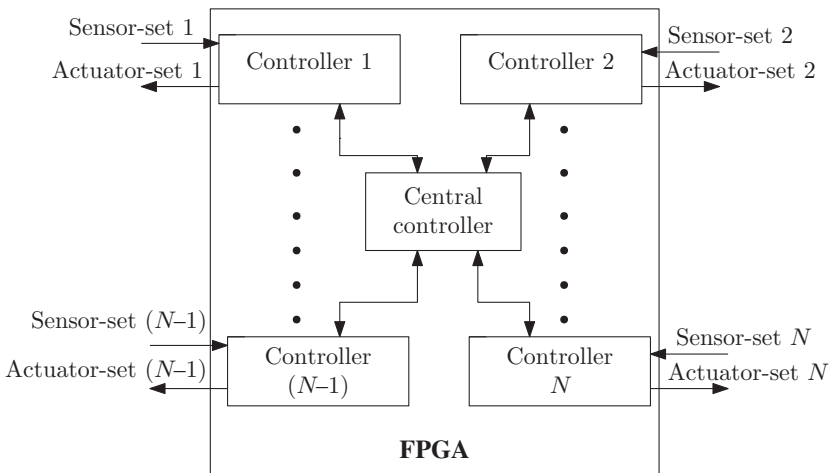 Sensor-set 1
Actuator-set 1
Controller 1
Controller 2
Sensor-set 2
Actuator-set 2
Central
controller
Sensor-set (N–1)
Actuator-set (N–1)
Controller
(N–1)
Controller
N
Sensor-set N
Actuator-set N
FPGA